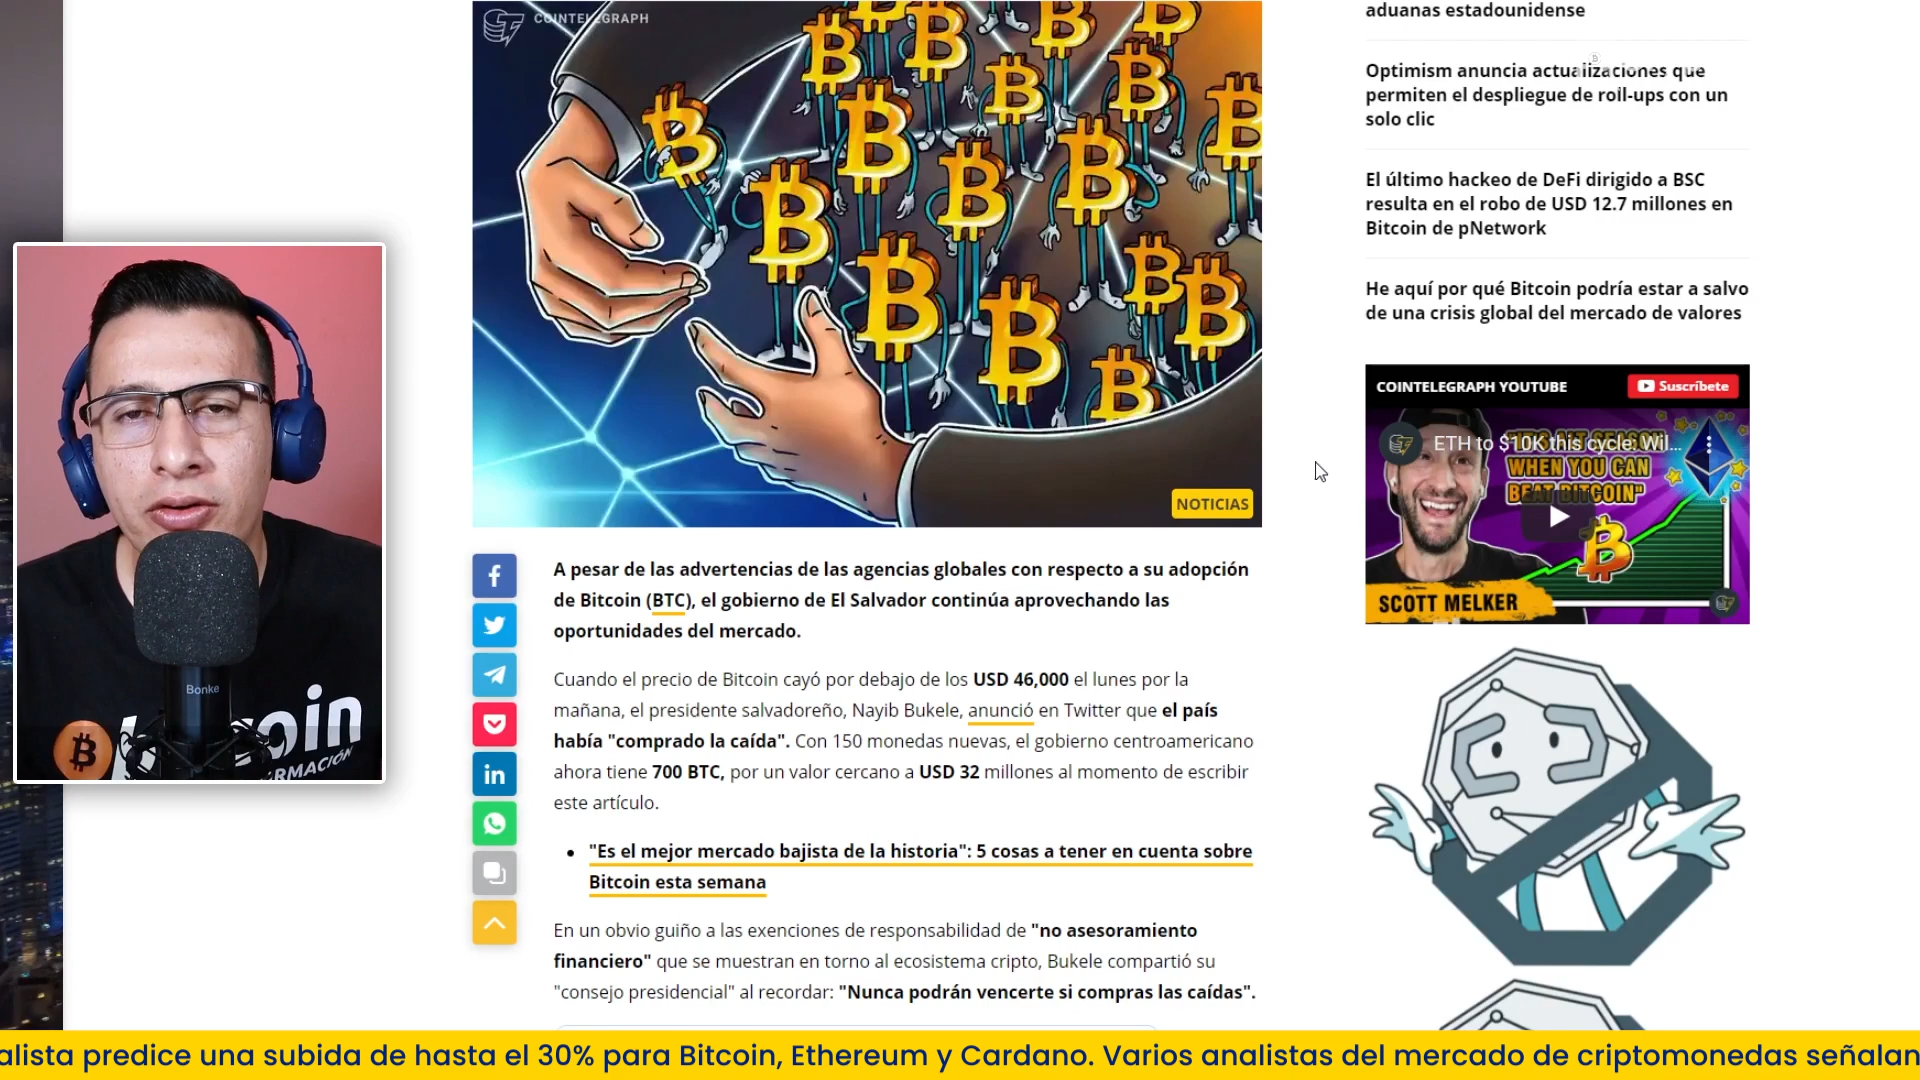 COINTELEGRAPH
NOTICIAS
A pesar de las advertencias de las agencias globales con respecto a su adopción
de Bitcoin (BTC), el gobierno de El Salvador continúa aprovechando las
oportunidades del mercado.
Cuando el precio de Bitcoin cayó por debajo de los USD 46,000 el lunes por la
mañana, el presidente salvadoreño, Nayib Bukele, anunció en Twitter que el país
había "comprado la caída". Con 150 monedas nuevas, el gobierno centroamericano
ahora tiene 700 BTC, por un valor cercano a USD 32 millones al momento de escribir
este artículo.
"Es el mejor mercado bajista de la historia": 5 cosas a tener en cuenta sobre
Bitcoin esta semana
En un obvio guiño a las exenciones de responsabilidad de "no asesoramiento
financiero" que se muestran en torno al ecosistema cripto, Bukele compartió su
"consejo presidencial" al recordar: "Nunca podrán vencerte si compras las caídas".
aduanas estadounidense
Optimism anuncia actualizaciones que
permiten el despliegue de roll-ups con un
solo clic
El último hackeo de DeFi dirigido a BSC
resulta en el robo de USD 12.7 millones en
Bitcoin de pNetwork
He aquí por qué Bitcoin podría estar a salvo
de una crisis global del mercado de valores
COINTELEGRAPH YOUTUBE
Suscríbete
ETH to $10K this cycle: Wil...
WHEN YOU CAN
BEAT BITCOIN"
SCOTT MELKER
Bonke
alista predice una subida de hasta el 30% para Bitcoin, Ethereum y Cardano. Varios analistas del mercado de criptomonedas señalan